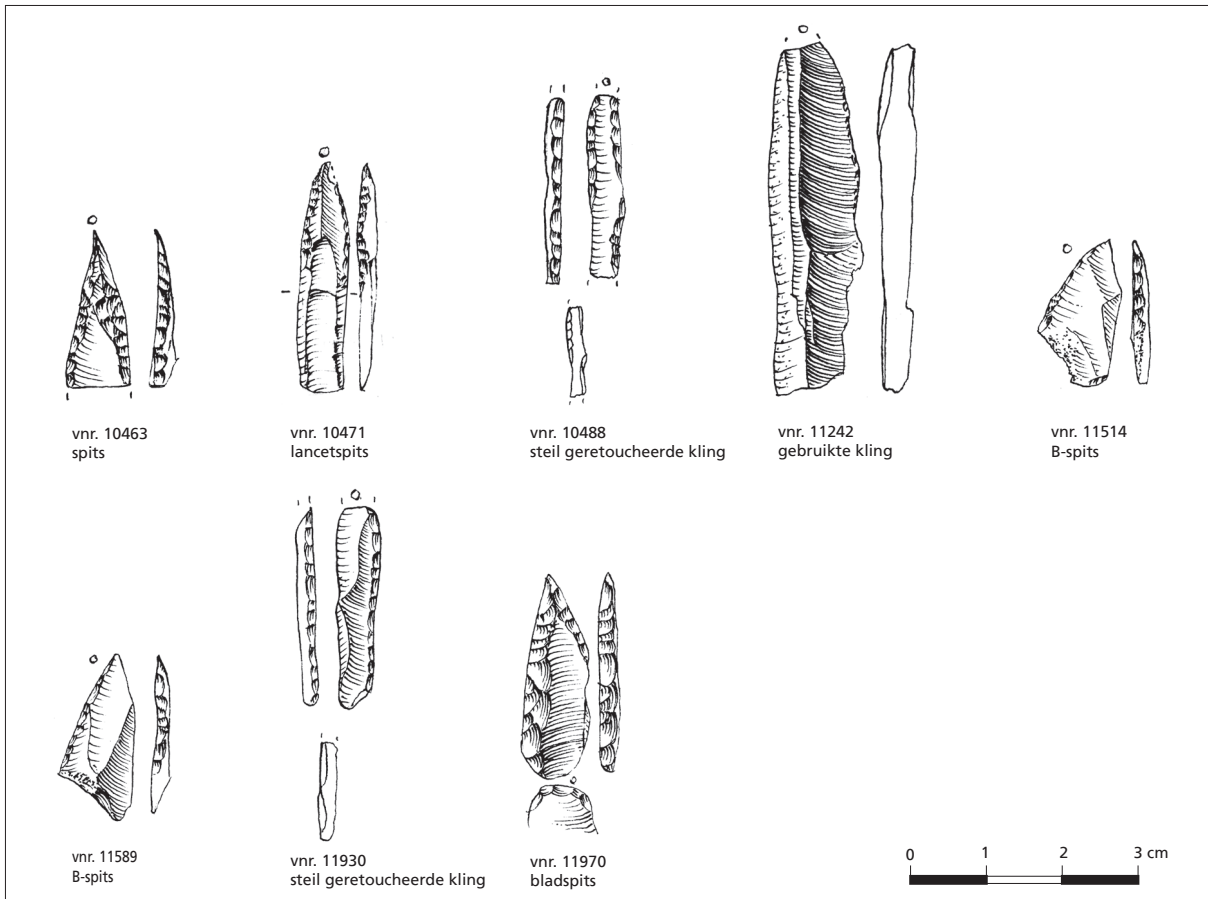 vnr. 10463
spits
vnr. 10471
lancetspits
vnr. 10488
steil geretoucheerde kling
vnr. 11242
gebruikte kling
vnr. 11514
B-spits
vnr. 11589
B-spits
vnr. 11930
steil geretoucheerde kling
vnr. 11970
bladspits
0 1 2 3 cm